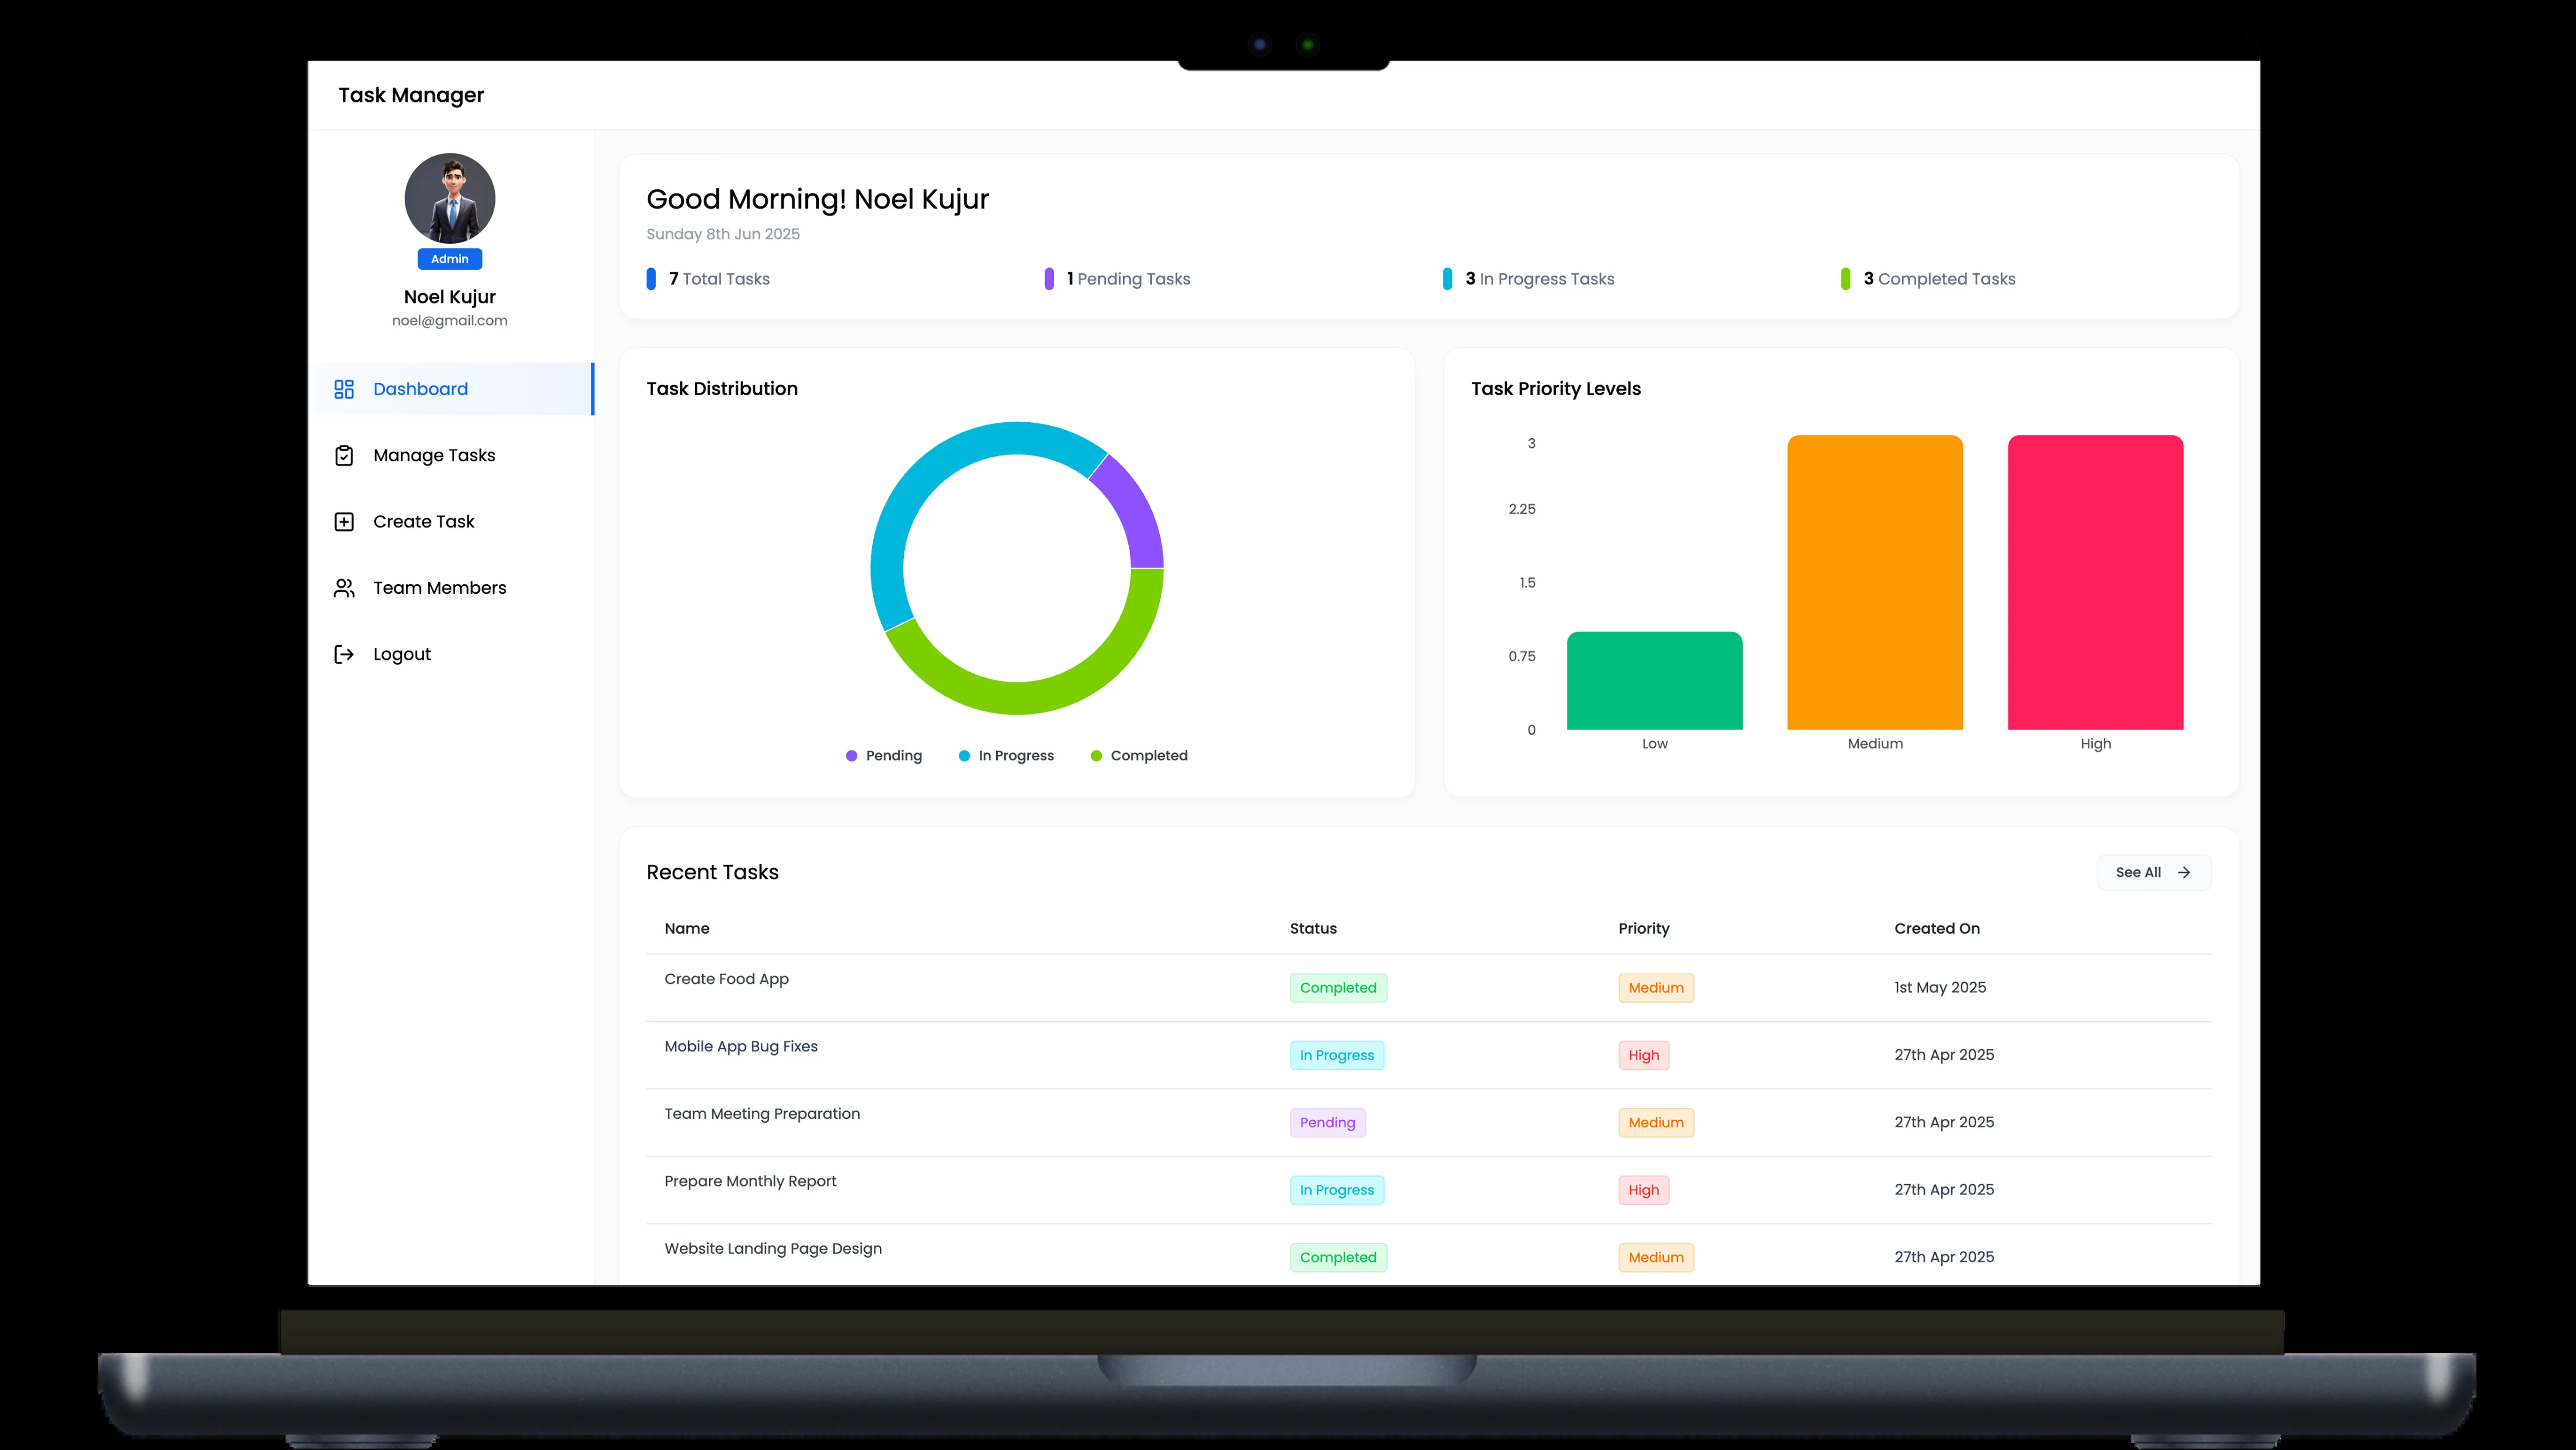 Task Manager
Admin
Noel Kujur
noel@gmail.com
Dashboard
Manage Tasks
Create Task
Team Members
Logout
Good Morning! Noel Kujur
Sunday 8th Jun 2025
7 Total Tasks
1 Pending Tasks
3 In Progress Tasks
3 Completed Tasks
Task Distribution
Pending
In Progress
Completed
Task Priority Levels
3
2.25
1.5
0.75
0
Low
Medium
High
Recent Tasks
See All
Name Status Priority Created On
Create Food App Completed Medium 1st May 2025
Mobile App Bug Fixes In Progress High 27th Apr 2025
Team Meeting Preparation Pending Medium 27th Apr 2025
Prepare Monthly Report In Progress High 27th Apr 2025
Website Landing Page Design Completed Medium 27th Apr 2025